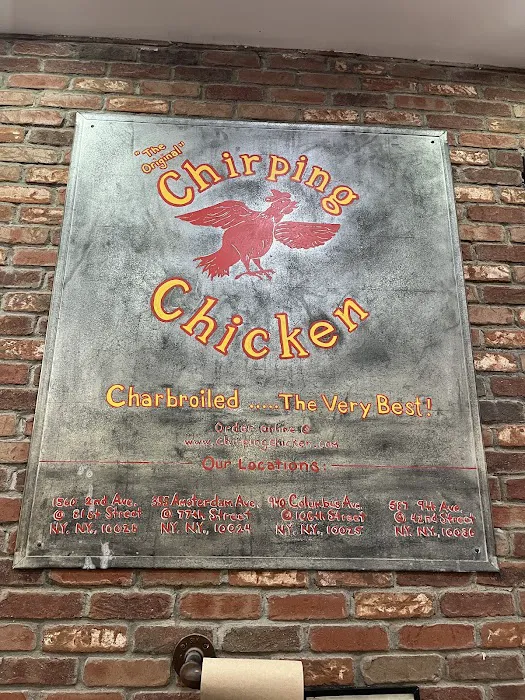 "The
Original"
Chirping
Chicken
Charbroiled .....The Very Best!
Order online @
www.chirpingchicken.com
Our Locations:
2nd Ave.
@ 81st Street
N.Y. N.Y., 10028
355 Amsterdam Ave.
@ 77th Street
N.Y. N.Y., 10024
940 Columbus Ave.
@ 106th Street
N.Y. N.Y., 10025
587 9th Ave.
@ 42nd Street
N.Y. N.Y., 10036